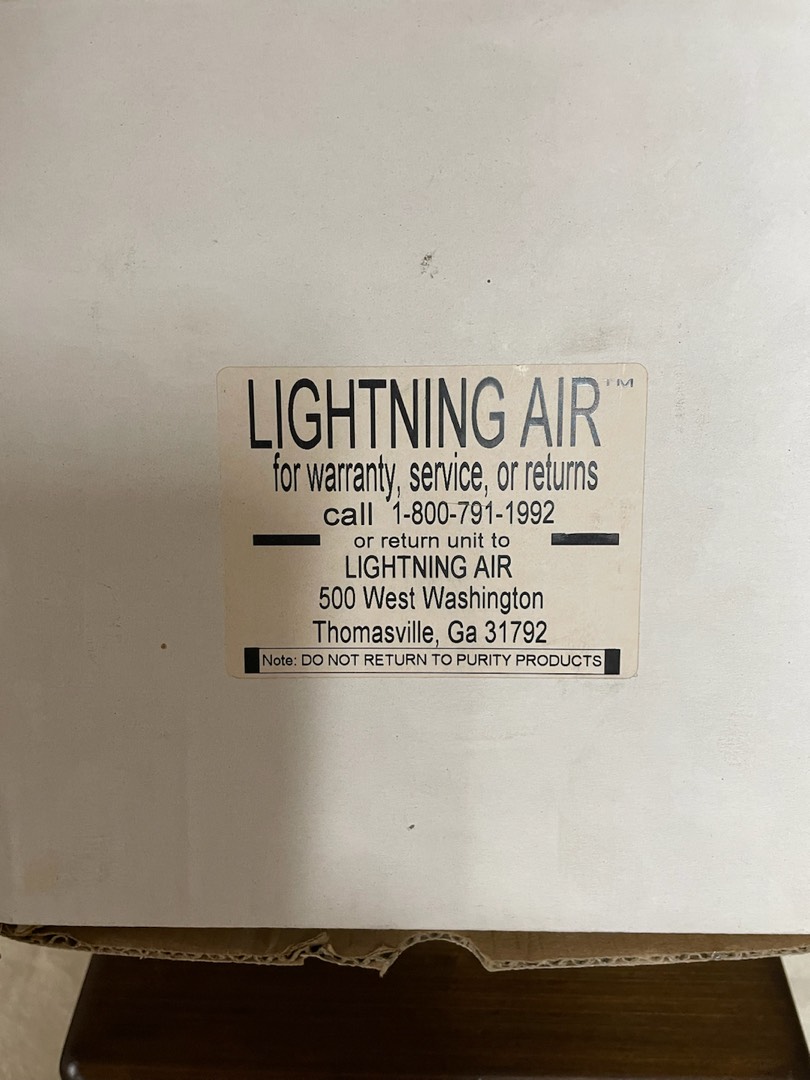 LIGHTNING AIR™
for warranty, service, or returns
call 1-800-791-1992
or return unit to
LIGHTNING AIR
500 West Washington
Thomasville, Ga 31792
Note: DO NOT RETURN TO PURITY PRODUCTS